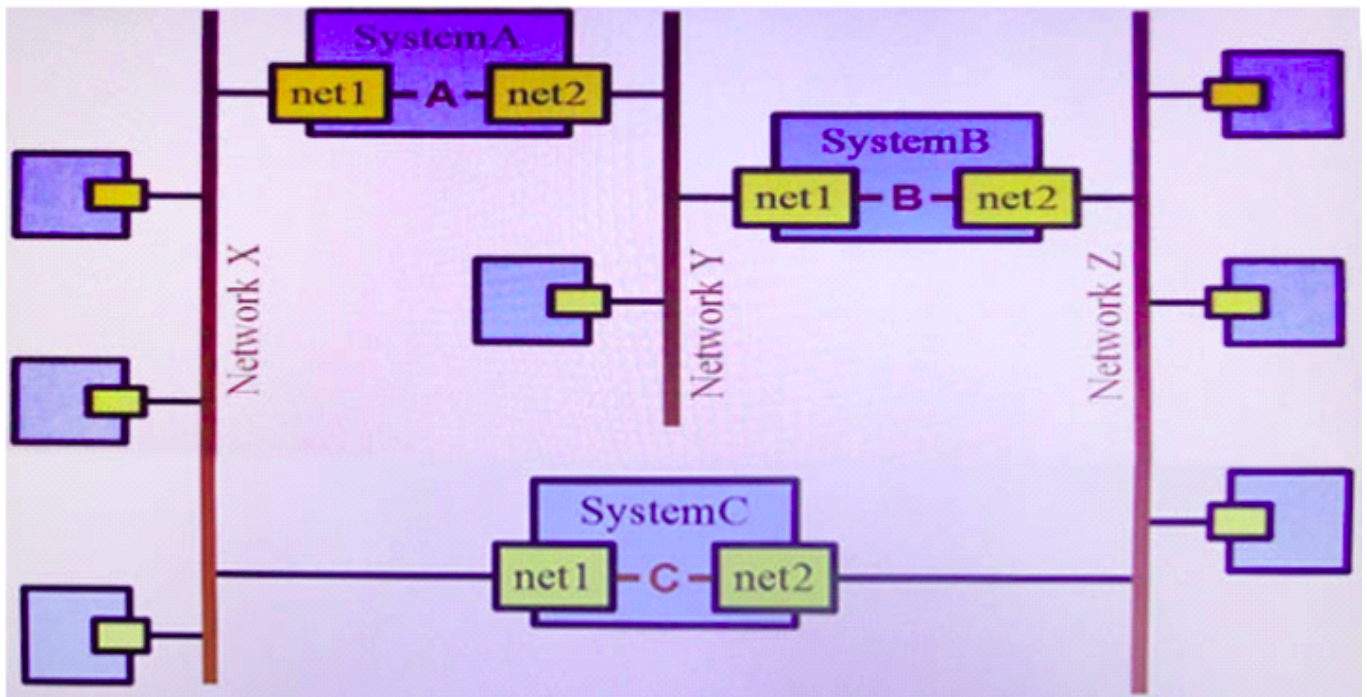 SystemA
net1 A net2
SystemB
net1 B net2
Network X
Network Y
Network Z
SystemC
net1 C net2